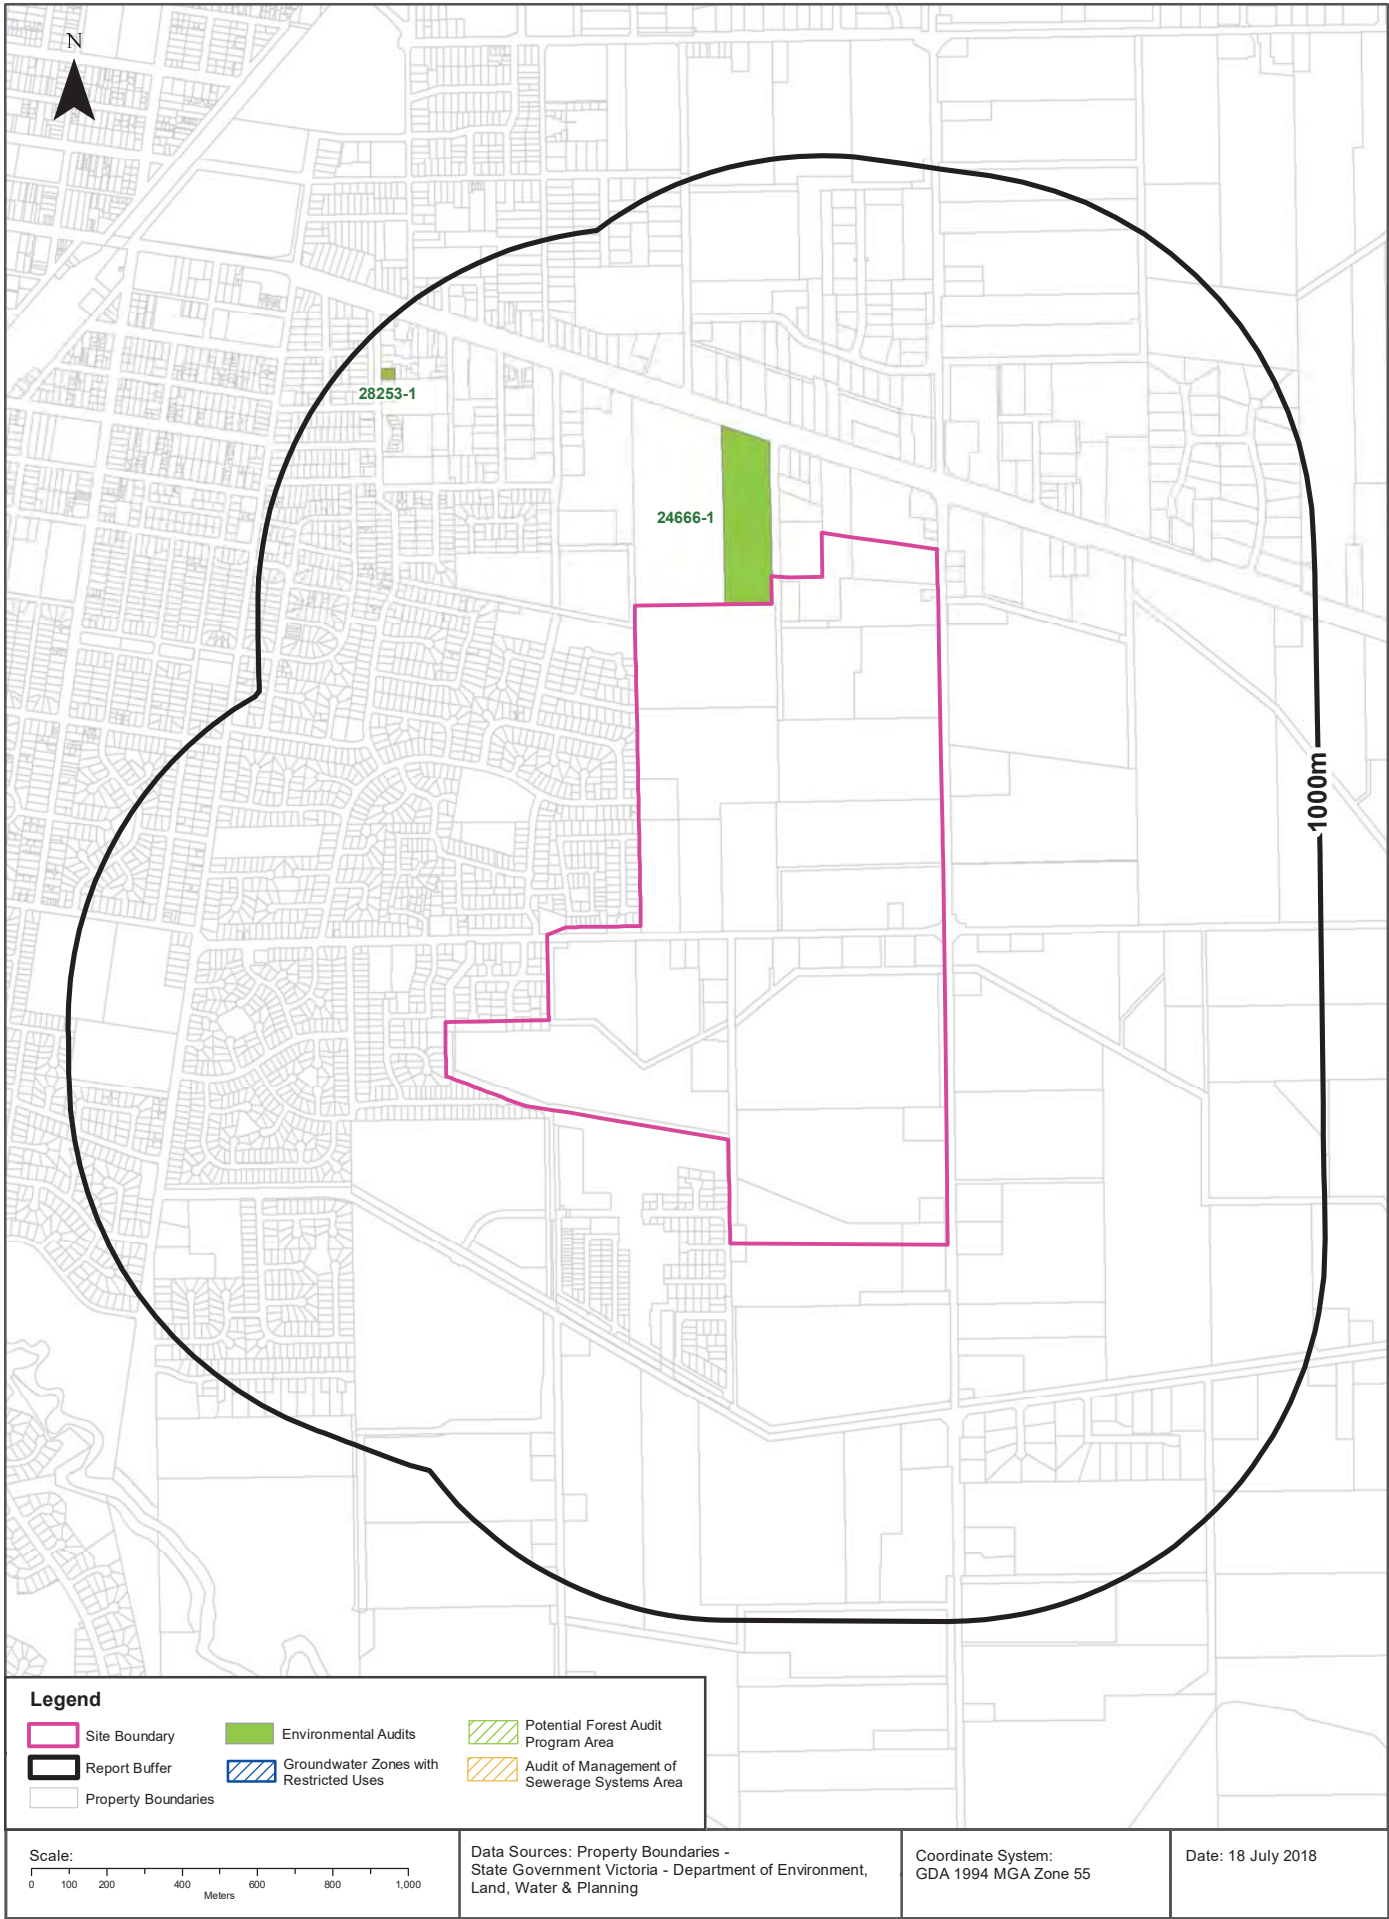 N
28253-1
24666-1
1000m
Legend
Site Boundary
Report Buffer
Property Boundaries
Environmental Audits
Groundwater Zones with
Restricted Uses
Potential Forest Audit
Program Area
Audit of Management of
Sewerage Systems Area
Scale:
0 100 200 400 600 800 1,000
Meters
Data Sources: Property Boundaries -
State Government Victoria - Department of Environment,
Land, Water & Planning
Coordinate System:
GDA 1994 MGA Zone 55
Date: 18 July 2018